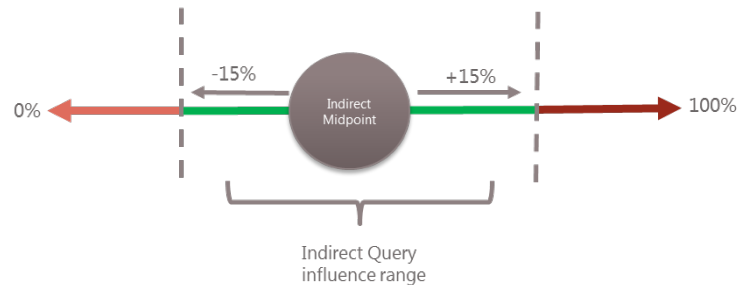 -15%
+15%
0%
Indirect
Midpoint
100%
Indirect Query
influence range